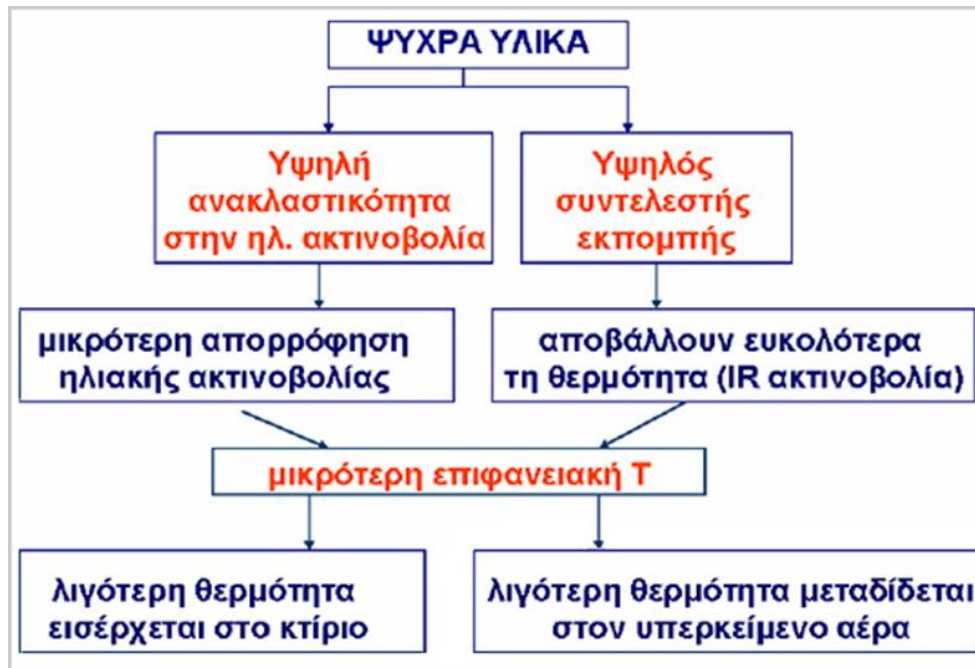 ΨΥΧΡΑ ΥΛΙΚΑ
Υψηλή
ανακλαστικότητα
στην ηλ. ακτινοβολία
Υψηλός
συντελεστής
εκπομπής
μικρότερη απορρόφηση
ηλιακής ακτινοβολίας
αποβάλλουν ευκολότερα
τη θερμότητα (IR ακτινοβολία)
μικρότερη επιφανειακή Τ
λιγότερη θερμότητα
εισέρχεται στο κτίριο
λιγότερη θερμότητα μεταδίδεται
στον υπερκείμενο αέρα